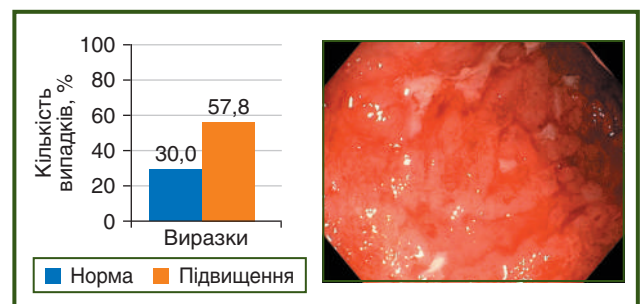 Кількість
випадків, %
100
80
60
40
20
0
30,0
57,8
Виразки
Норма
Підвищення